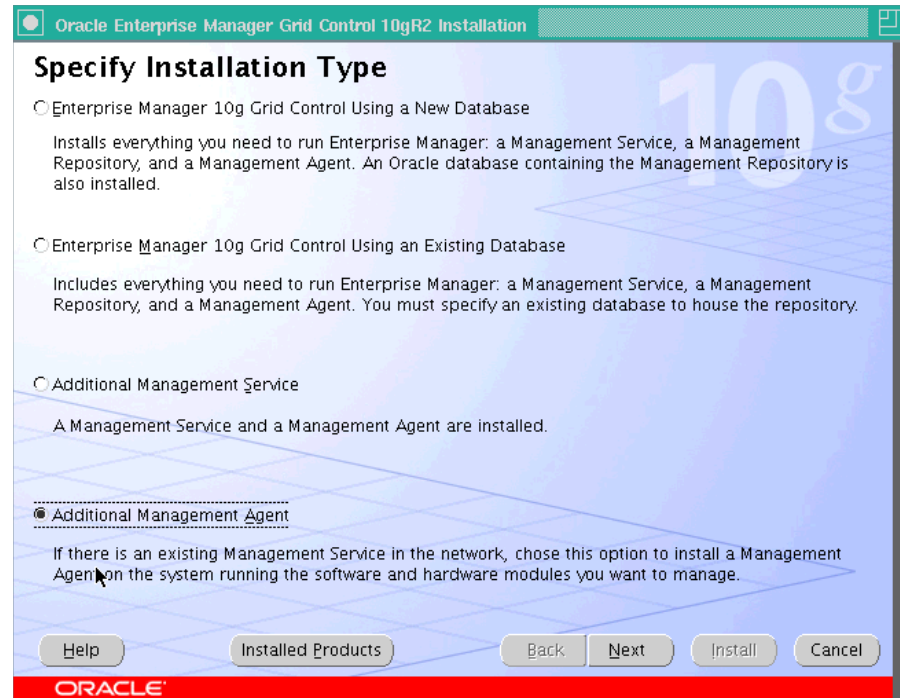 Oracle Enterprise Manager Grid Control 10gR2 Installation
Specify Installation Type
10g
Enterprise Manager 10g Grid Control Using a New Database
Installs everything you need to run Enterprise Manager: a Management Service, a Management
Repository, and a Management Agent. An Oracle database containing the Management Repository is
also installed.
Enterprise Manager 10g Grid Control Using an Existing Database
Includes everything you need to run Enterprise Manager: a Management Service, a Management
Repository, and a Management Agent. You must specify an existing database to house the repository.
Additional Management Service
A Management Service and a Management Agent are installed.
Additional Management Agent
If there is an existing Management Service in the network, chose this option to install a Management
Agent on the system running the software and hardware modules you want to manage.
Help
Installed Products
Back
Next
Install
Cancel
ORACLE